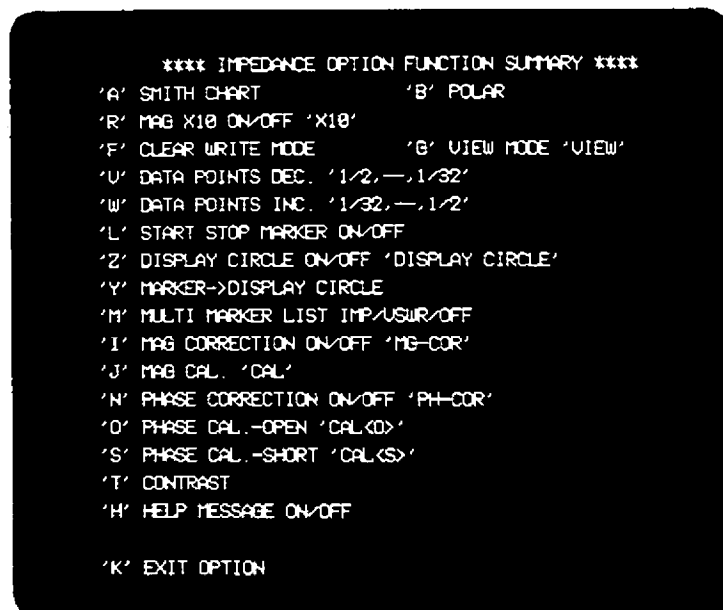 **** IMPEDANCE OPTION FUNCTION SUMMARY ****
'A' SMITH CHART 'B' POLAR
'R' MAG X10 ON/OFF 'X10'
'F' CLEAR WRITE MODE 'G' VIEW MODE 'VIEW'
'V' DATA POINTS DEC. '1/2,—,1/32'
'W' DATA POINTS INC. '1/32,—,1/2'
'L' START STOP MARKER ON/OFF
'Z' DISPLAY CIRCLE ON/OFF 'DISPLAY CIRCLE'
'Y' MARKER->DISPLAY CIRCLE
'M' MULTI MARKER LIST IMP/VSWR/OFF
'I' MAG CORRECTION ON/OFF 'MG-COR'
'J' MAG CAL. 'CAL'
'N' PHASE CORRECTION ON/OFF 'PH-COR'
'O' PHASE CAL.-OPEN 'CAL<O>'
'S' PHASE CAL.-SHORT 'CAL<S>'
'T' CONTRAST
'H' HELP MESSAGE ON/OFF
'K' EXIT OPTION